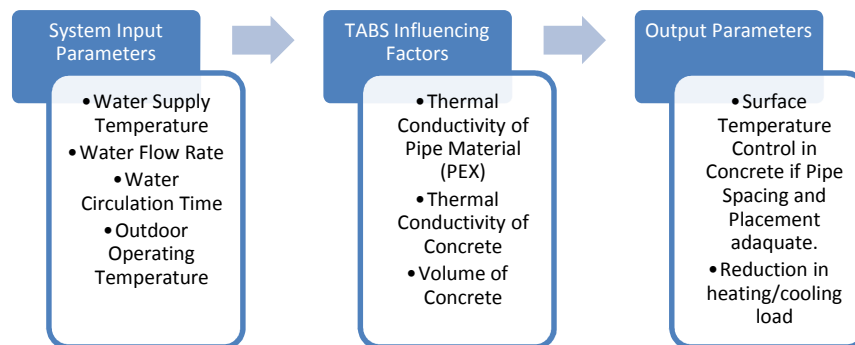 System Input
Parameters
•Water Supply
Temperature
•Water Flow Rate
•Water
Circulation Time
•Outdoor
Operating
Temperature
TABS Influencing
Factors
•Thermal
Conductivity of
Pipe Material
(PEX)
•Thermal
Conductivity of
Concrete
•Volume of
Concrete
Output Parameters
•Surface
Temperature
Control in
Concrete if Pipe
Spacing and
Placement
adaquate.
•Reduction in
heating/cooling
load